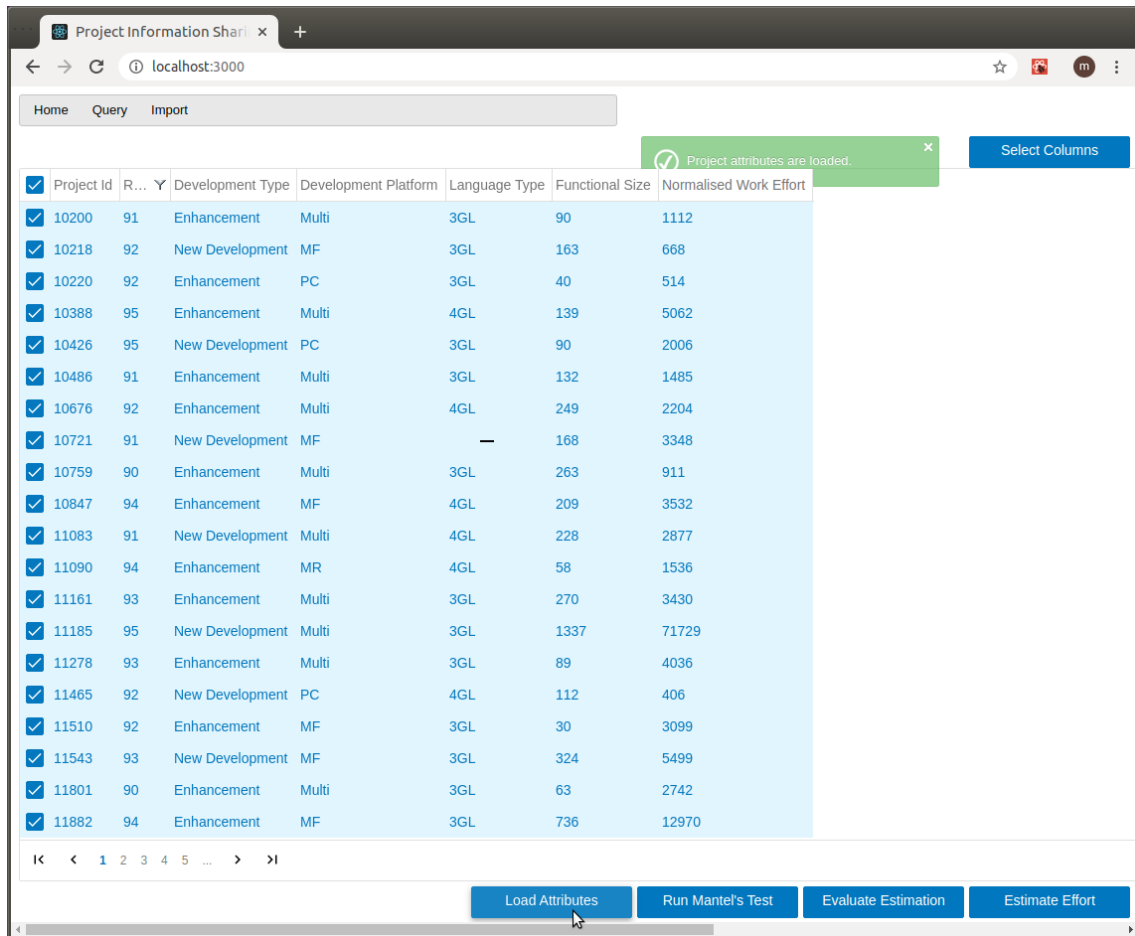 Project Information Shari
localhost:3000
m
Home Query Import
Project attributes are loaded.
Select Columns
Project Id R... Development Type Development Platform Language Type Functional Size Normalised Work Effort
10200 91 Enhancement Multi 3GL 90 1112
10218 92 New Development MF 3GL 163 668
10220 92 Enhancement PC 3GL 40 514
10388 95 Enhancement Multi 4GL 139 5062
10426 95 New Development PC 3GL 90 2006
10486 91 Enhancement Multi 3GL 132 1485
10676 92 Enhancement Multi 4GL 249 2204
10721 91 New Development MF — 168 3348
10759 90 Enhancement Multi 3GL 263 911
10847 94 Enhancement MF 4GL 209 3532
11083 91 New Development Multi 4GL 228 2877
11090 94 Enhancement MR 4GL 58 1536
11161 93 Enhancement Multi 3GL 270 3430
11185 95 New Development Multi 3GL 1337 71729
11278 93 Enhancement Multi 3GL 89 4036
11465 92 New Development PC 4GL 112 406
11510 92 Enhancement MF 3GL 30 3099
11543 93 New Development MF 3GL 324 5499
11801 90 Enhancement Multi 3GL 63 2742
11882 94 Enhancement MF 3GL 736 12970
1 2 3 4 5 ...
Load Attributes Run Mantel's Test Evaluate Estimation Estimate Effort